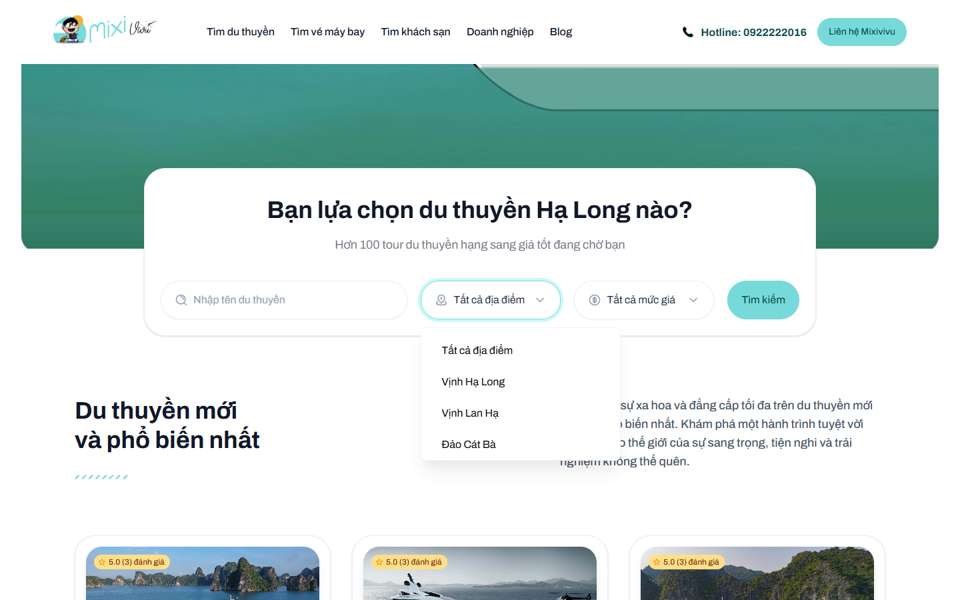 mixi Vivu
Tìm du thuyền
Tìm vé máy bay
Tìm khách sạn
Doanh nghiệp
Blog
Hotline: 0922222016
Liên hệ Mixivivu
Bạn lựa chọn du thuyền Hạ Long nào?
Hơn 100 tour du thuyền hạng sang giá tốt đang chờ bạn
Nhập tên du thuyền
Tất cả địa điểm
Tất cả mức giá
Tìm kiếm
Tất cả địa điểm
Vịnh Hạ Long
Vịnh Lan Hạ
Đảo Cát Bà
Du thuyền mới
và phổ biến nhất
sự xa hoa và đẳng cấp tối đa trên du thuyền mới
biến nhất. Khám phá một hành trình tuyệt vời
thế giới của sự sang trọng, tiện nghi và trải
nghiệm không thể quên.
5.0 (3) đánh giá
5.0 (3) đánh giá
5.0 (3) đánh giá